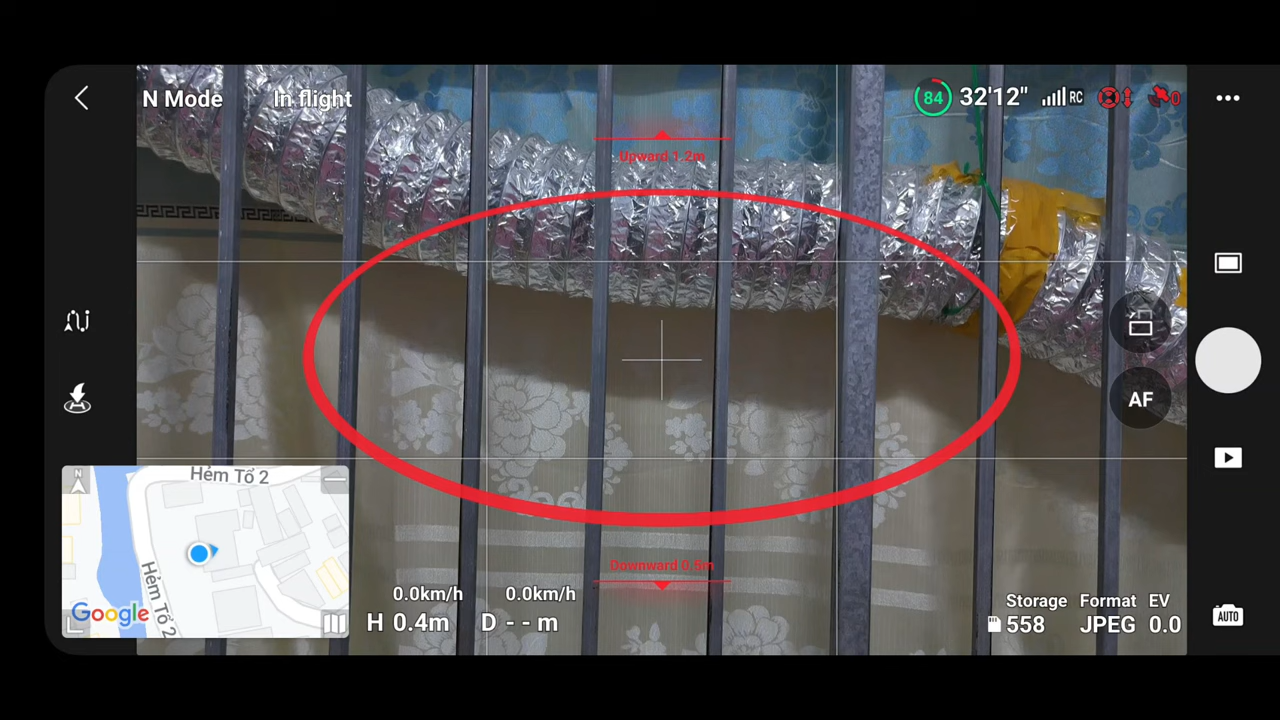 N Mode
In flight
84
32'12"
RC
0
Upward 1.2m
AF
N
Hẻm Tổ 2
Hẻm Tổ 2
Google
Downward 0.5m
0.0km/h
0.0km/h
H 0.4m
D - - m
Storage
Format
EV
558
JPEG
0.0
AUTO